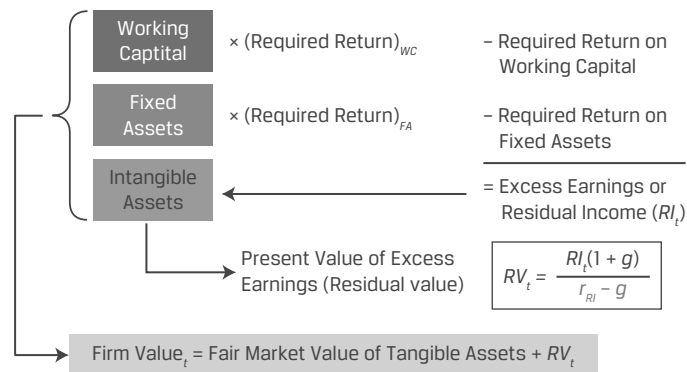 Working
Captital
× (Required Return)WC
– Required Return on
Working Capital
Fixed
Assets
× (Required Return)FA
– Required Return on
Fixed Assets
Intangible
Assets
= Excess Earnings or
Residual Income (RIt)
Present Value of Excess
Earnings (Residual value)
RVt = RIt(1 + g) / rRI – g
Firm Valuet = Fair Market Value of Tangible Assets + RVt